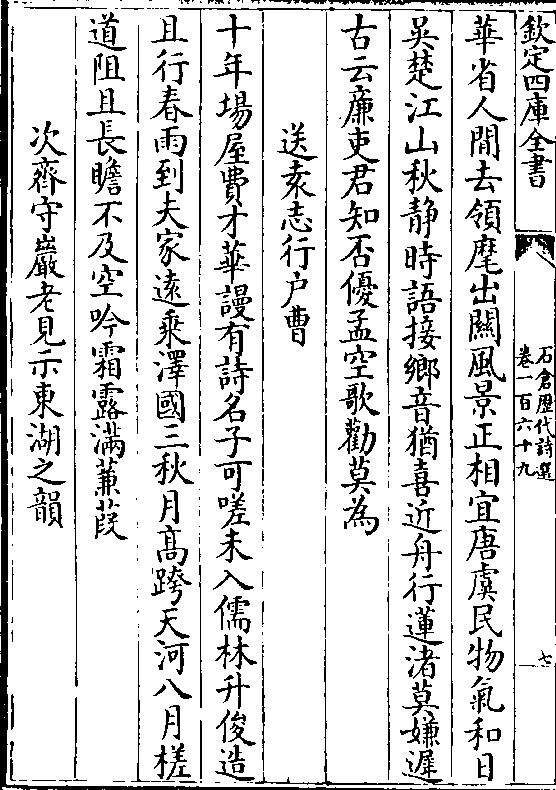 欽定四庫全書
石倉歷代詩選
卷一百六十九
七
華省人間去領麾出關風景正相宜唐虞民物氣和日
吳楚江山秋静時語接鄉音猶喜近舟行蓮渚莫嫌遲
古云亷吏君知否優孟空歌勸莫為
送袁志行户曹
十年場屋費才華謾有詩名子可嗟未入儒林升俊造
且行春雨到夫家遠乘澤國三秋月髙跨天河八月槎
道阻且長瞻不及空吟霜露滿蒹葭
次齊守巖老見示東湖之韻